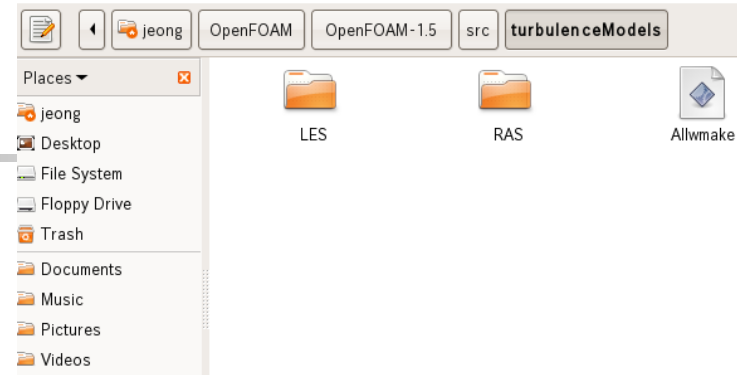 jeong OpenFOAM OpenFOAM-1.5 src turbulenceModels
Places
jeong
Desktop
File System
Floppy Drive
Trash
Documents
Music
Pictures
Videos
LES RAS Allwmake